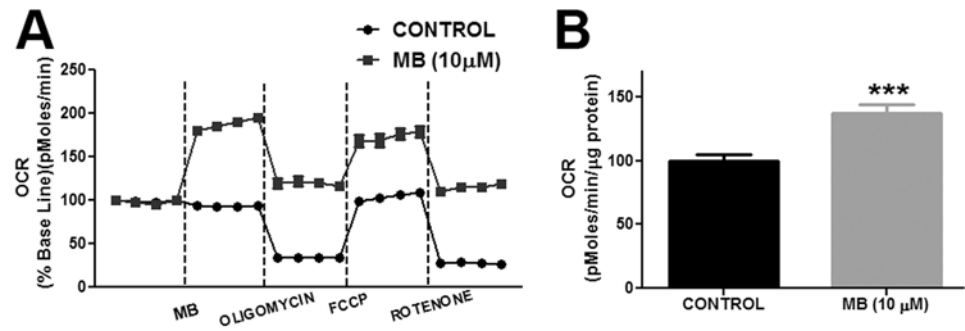 A
CONTROL
MB (10μM)
OCR
(% Base Line)(pMoles/min)
250
200
150
100
50
0
MB
OLIGOMYCIN
FCCP
ROTENONE
B
***
OCR
(pMoles/min/μg protein)
150
100
50
0
CONTROL
MB (10 μM)